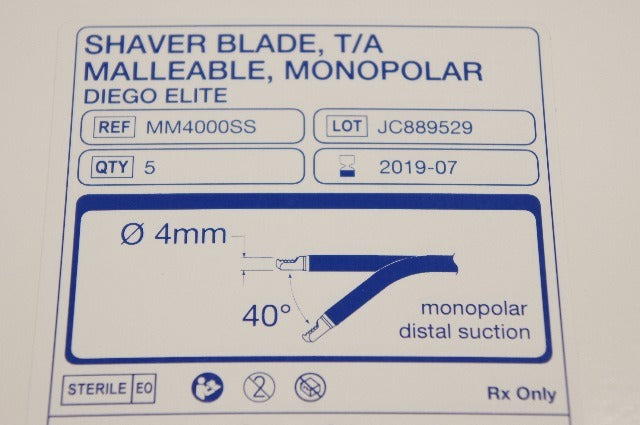 SHAVER BLADE, T/A
MALLEABLE, MONOPOLAR
DIEGO ELITE
REF MM4000SS LOT JC889529
QTY 5 2019-07
Ø 4mm
40°
monopolar
distal suction
STERILE EO 2 Rx Only